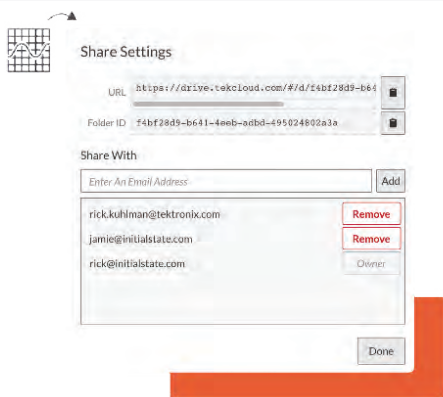 Share Settings
URL https://drive.tekcloud.com/#/d/f4bf28d9-b64
Folder ID f4bf28d9-b641-4eeb-adbd-495024802a3a
Share With
Enter An Email Address Add
rick.kuhlman@tektronix.com Remove
jamie@initialstate.com Remove
rick@initialstate.com Owner
Done